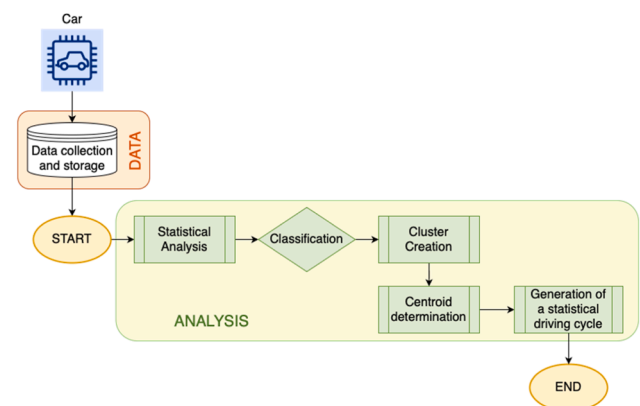 Car
Data collection
and storage
DATA
START
Statistical
Analysis
Classification
Cluster
Creation
Centroid
determination
Generation of
a statistical
driving cycle
ANALYSIS
END